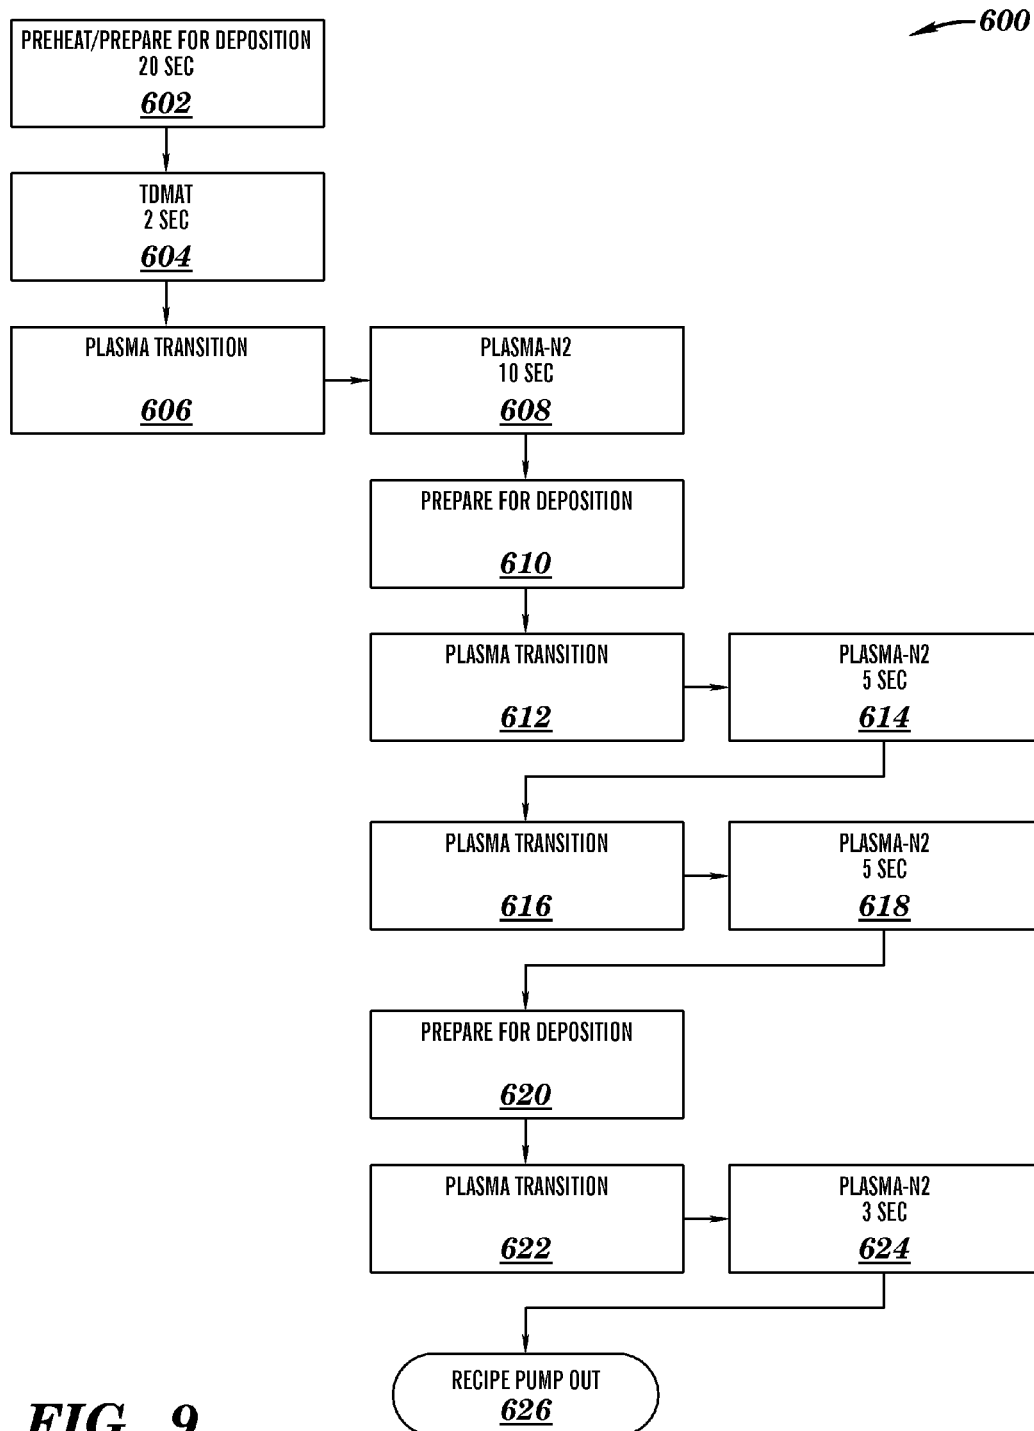 600
PREHEAT/PREPARE FOR DEPOSITION
20 SEC
602
TDMAT
2 SEC
604
PLASMA TRANSITION
606
PLASMA-N2
10 SEC
608
PREPARE FOR DEPOSITION
610
PLASMA TRANSITION
612
PLASMA-N2
5 SEC
614
PLASMA TRANSITION
616
PLASMA-N2
5 SEC
618
PREPARE FOR DEPOSITION
620
PLASMA TRANSITION
622
PLASMA-N2
3 SEC
624
RECIPE PUMP OUT
626
FIG. 9